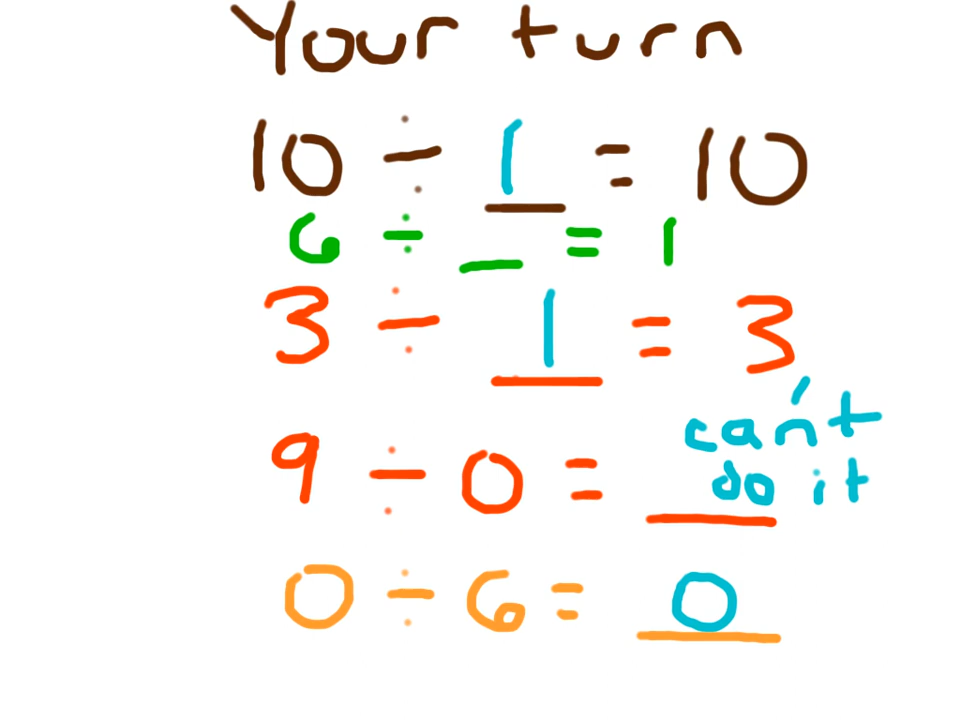 Your turn
10 ÷ 1 = 10
6 ÷ _ = 1
3 ÷ 1 = 3
9 ÷ 0 = can't do it
0 ÷ 6 = 0